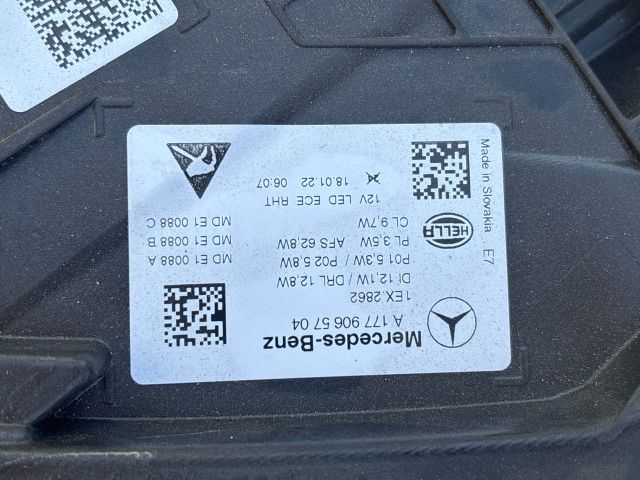 Mercedes-Benz
A 177 906 57 04
1EX.2862
DI 12,1W / DRL 12,8W
P01 5,3W / P02 5,8W
PL 3,5W AFS 62,8W
CL 9,7W
12V LED ECE RHT
18.01.22 06:07
MD E1 0088 A
MD E1 0088 B
MD E1 0088 C
HELLA
Made in Slovakia E7